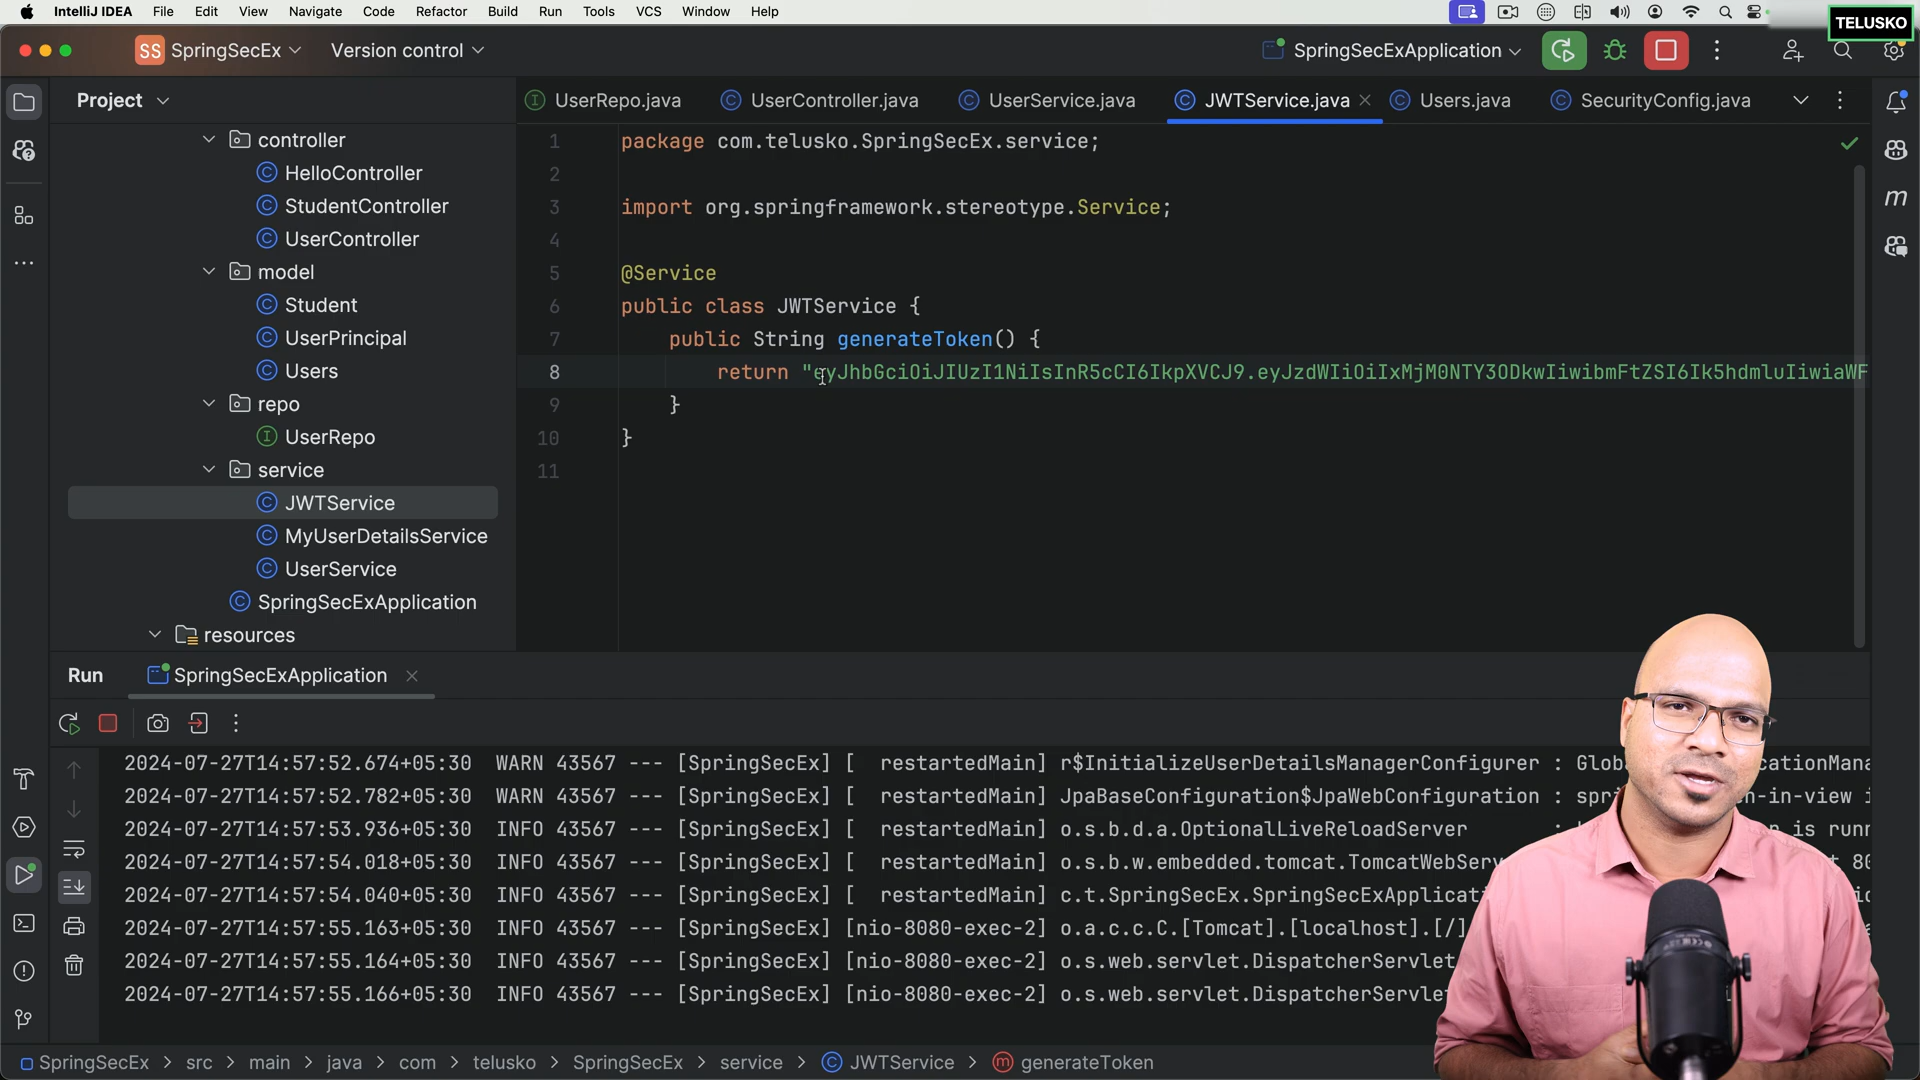 IntelliJ IDEA File Edit View Navigate Code Refactor Build Run Tools VCS Window Help
TELUSKO
SS SpringSecEx Version control SpringSecExApplication
Project
UserRepo.java UserController.java UserService.java JWTService.java Users.java SecurityConfig.java
controller
HelloController
StudentController
UserController
model
Student
UserPrincipal
Users
repo
UserRepo
service
JWTService
MyUserDetailsService
UserService
SpringSecExApplication
resources
1 package com.telusko.SpringSecEx.service;
2
3 import org.springframework.stereotype.Service;
4
5 @Service
6 public class JWTService {
7 public String generateToken() {
8 return "eyJhbGciOiJIUzI1NiIsInR5cCI6IkpXVCJ9.eyJzdWIiOiIxMjM0NTY3ODkwIiwibmFtZSI6Ik5hdmluIiwiaWF
9 }
10 }
11
Run SpringSecExApplication
2024-07-27T14:57:52.674+05:30 WARN 43567 --- [SpringSecEx] [ restartedMain] r$InitializeUserDetailsManagerConfigurer : Glob cationMana
2024-07-27T14:57:52.782+05:30 WARN 43567 --- [SpringSecEx] [ restartedMain] JpaBaseConfiguration$JpaWebConfiguration : spri n-in-view i
2024-07-27T14:57:53.936+05:30 INFO 43567 --- [SpringSecEx] [ restartedMain] o.s.b.d.a.OptionalLiveReloadServer : is runn
2024-07-27T14:57:54.018+05:30 INFO 43567 --- [SpringSecEx] [ restartedMain] o.s.b.w.embedded.tomcat.TomcatWebServ t 80
2024-07-27T14:57:54.040+05:30 INFO 43567 --- [SpringSecEx] [ restartedMain] c.t.SpringSecEx.SpringSecExApplicat
2024-07-27T14:57:55.163+05:30 INFO 43567 --- [SpringSecEx] [nio-8080-exec-2] o.a.c.c.C.[Tomcat].[localhost].[/]
2024-07-27T14:57:55.164+05:30 INFO 43567 --- [SpringSecEx] [nio-8080-exec-2] o.s.web.servlet.DispatcherServlet
2024-07-27T14:57:55.166+05:30 INFO 43567 --- [SpringSecEx] [nio-8080-exec-2] o.s.web.servlet.DispatcherServlet
SpringSecEx > src > main > java > com > telusko > SpringSecEx > service > JWTService > generateToken